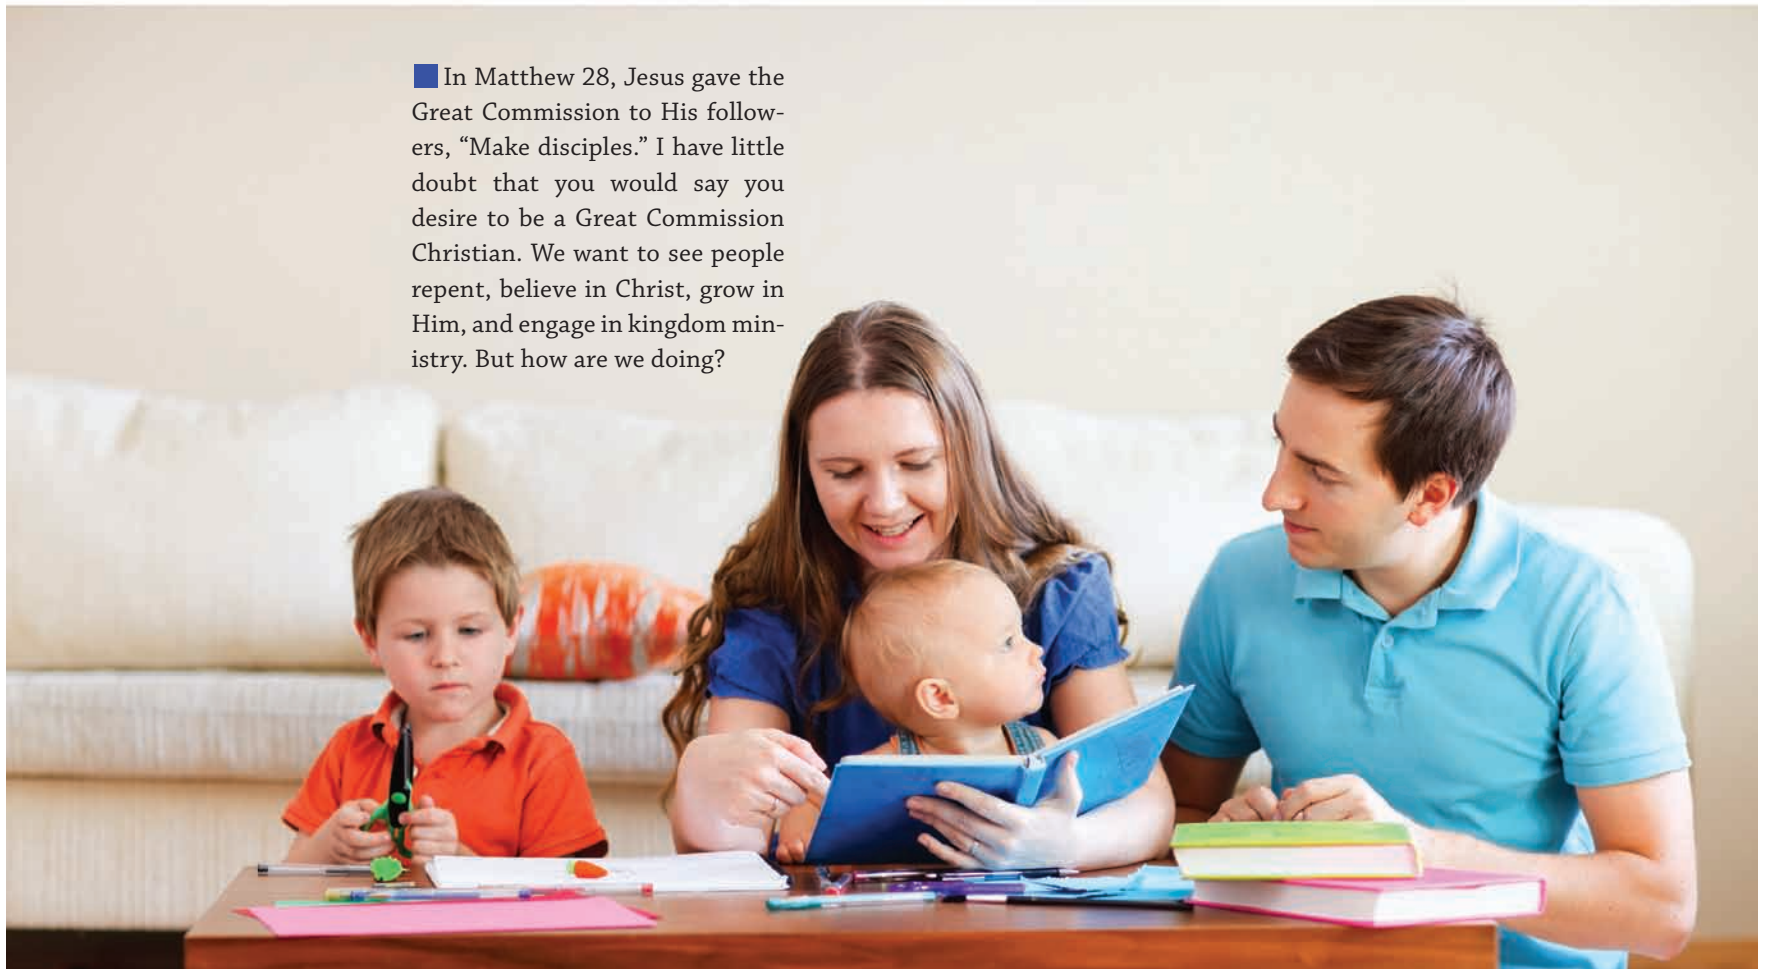 In Matthew 28, Jesus gave the
Great Commission to His follow-
ers, “Make disciples.” I have little
doubt that you would say you
desire to be a Great Commission
Christian. We want to see people
repent, believe in Christ, grow in
Him, and engage in kingdom min-
istry. But how are we doing?